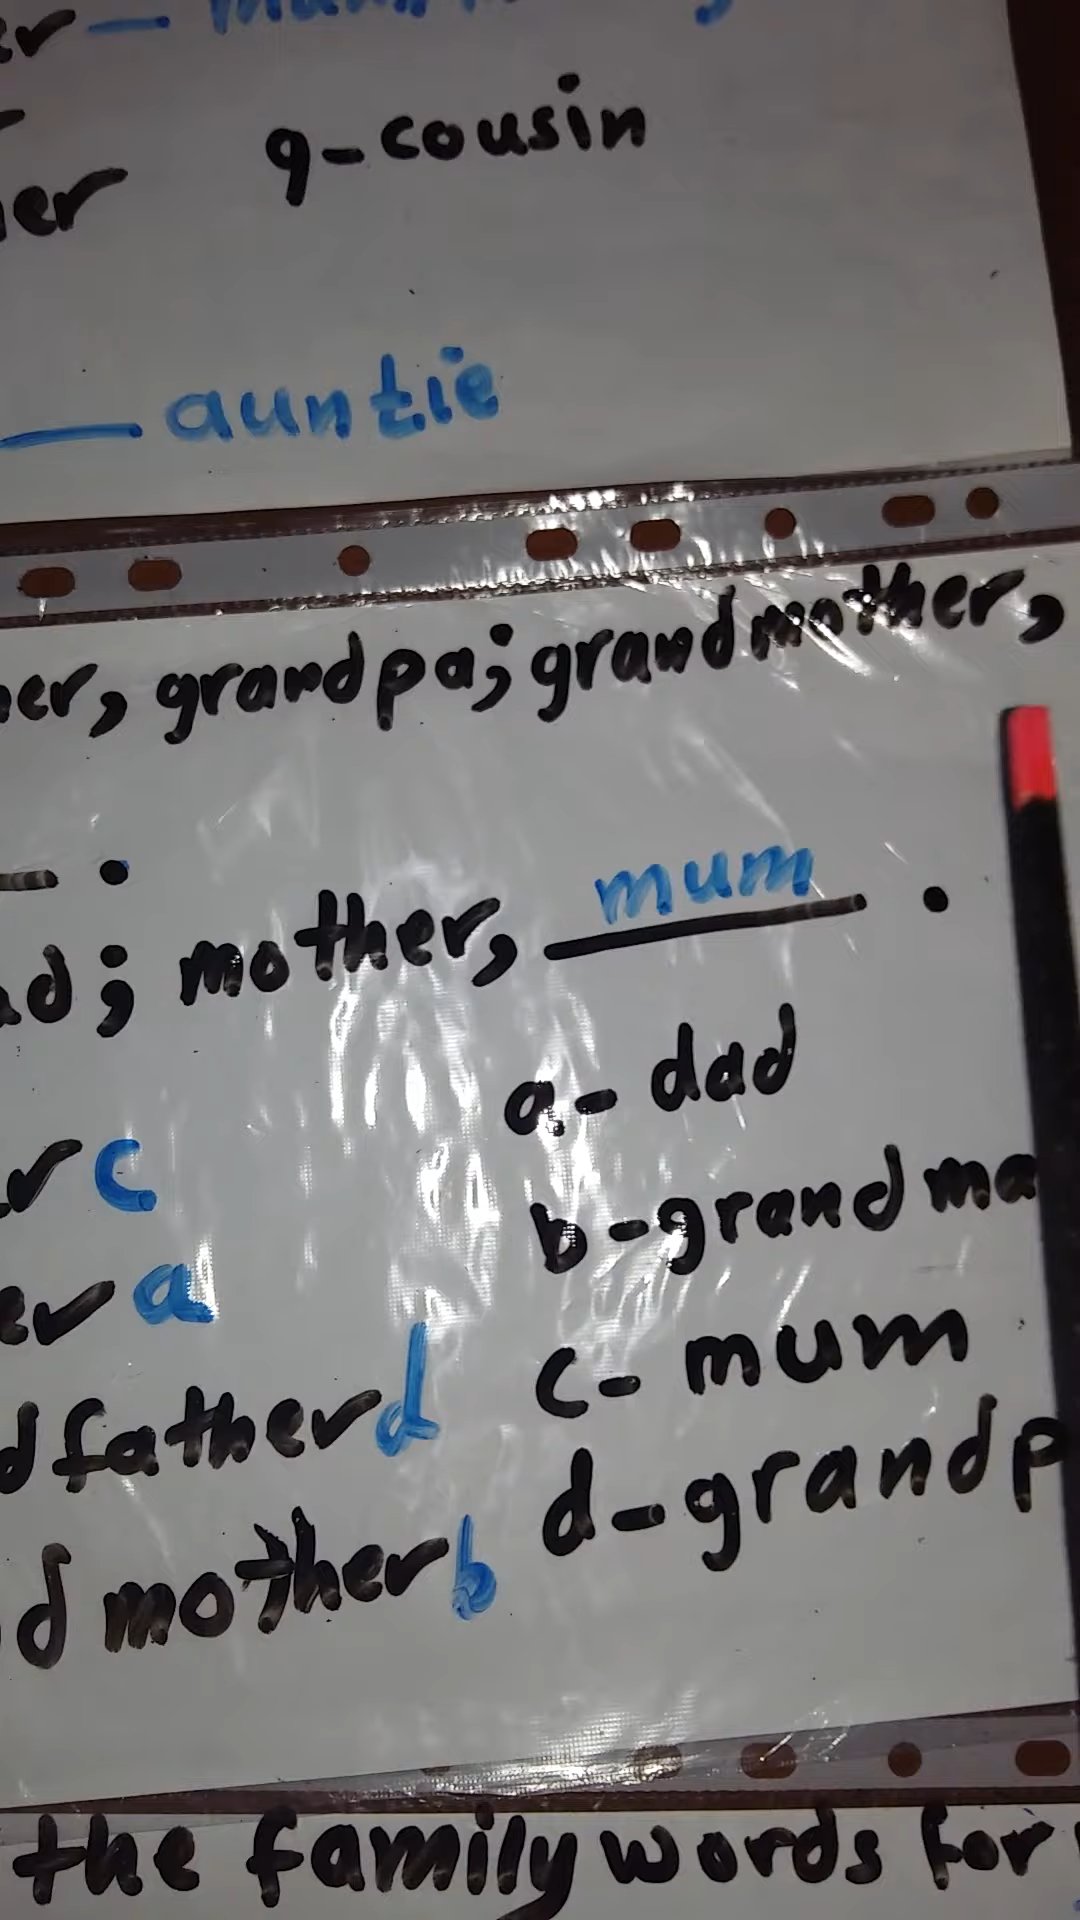 g-cousin
auntie
grandpa; grandmother,
mother, mum.
a- dad
c
b-grandma
a
c- mum
dfather d
d-grandp
d mother b
the family words for